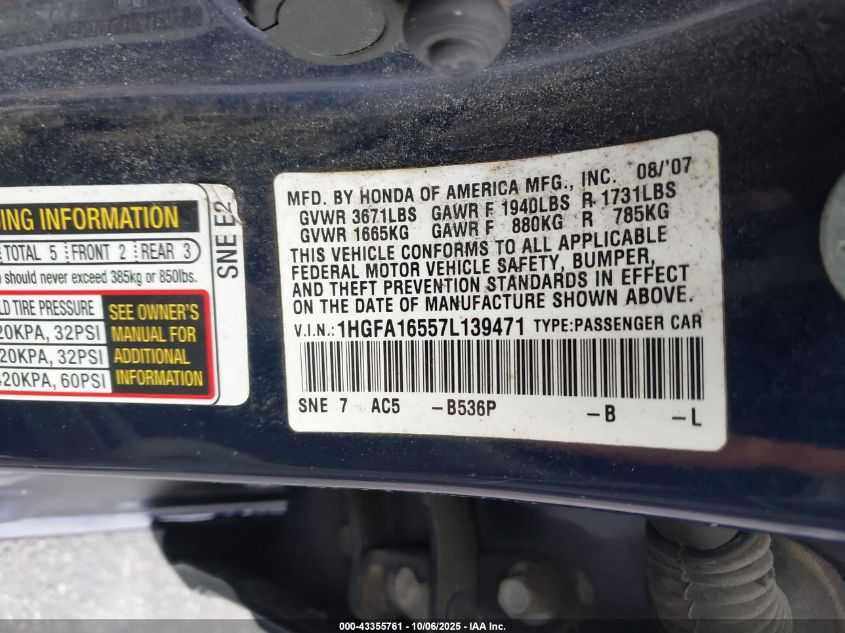 DING INFORMATION
TOTAL 5 FRONT 2 REAR 3
should never exceed 385kg or 850lbs.
TIRE PRESSURE
20KPA, 32PSI
20KPA, 32PSI
420KPA, 60PSI
SEE OWNER'S
MANUAL FOR
ADDITIONAL
INFORMATION
SNE E2
MFD. BY HONDA OF AMERICA MFG., INC. 08/'07
GVWR 3671LBS GAWR F 1940LBS R 1731LBS
GVWR 1665KG GAWR F 880KG R 785KG
THIS VEHICLE CONFORMS TO ALL APPLICABLE
FEDERAL MOTOR VEHICLE SAFETY, BUMPER,
AND THEFT PREVENTION STANDARDS IN EFFECT
ON THE DATE OF MANUFACTURE SHOWN ABOVE.
V.I.N.: 1HGFA16557L139471 TYPE:PASSENGER CAR
SNE 7 AC5 -B536P -B -L
000-43355761 - 10/06/2025 - IAA Inc.